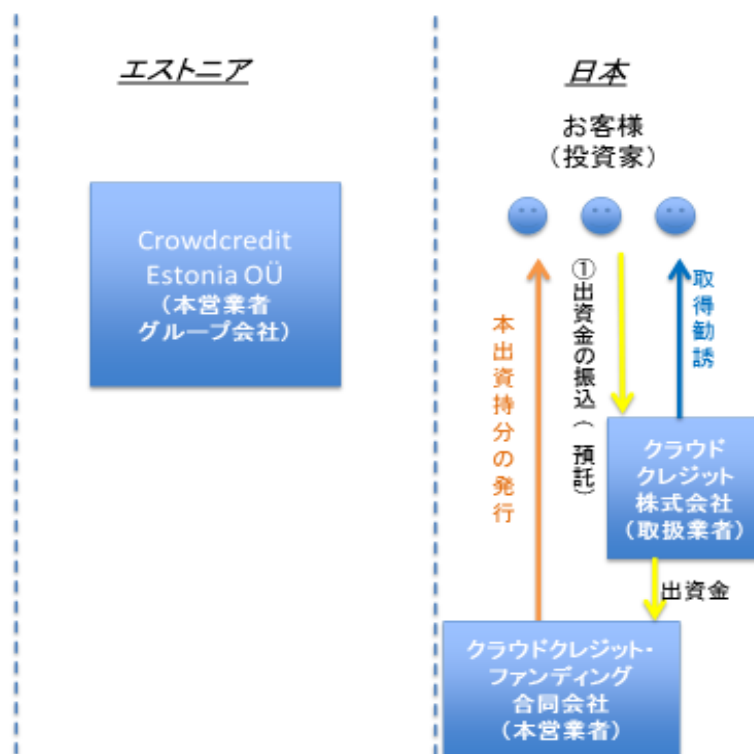 エストニア
日本
お客様
（投資家）
Crowdcredit
Estonia OÜ
（本営業者
グループ会社）
本出資持分の発行
①出資金の振込（預託）
取得勧誘
クラウド
クレジット
株式会社
（取扱業者）
出資金
クラウドクレジット・
ファンディング
合同会社
（本営業者）